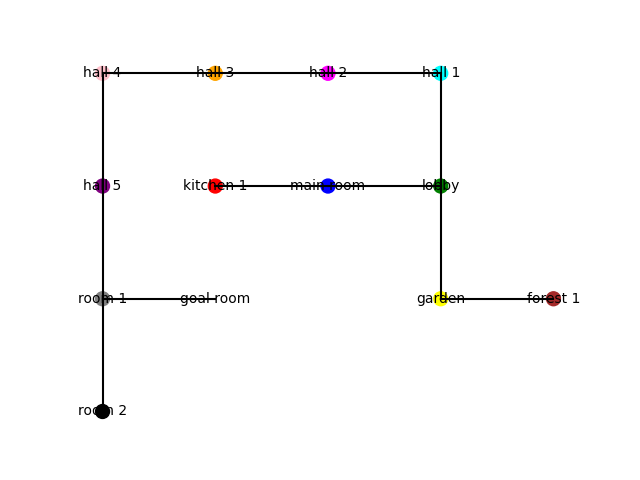 hall 4 hall 3 hall 2 hall 1
hall 5 kitchen 1 main room lobby
room 1 goal room garden forest 1
room 2